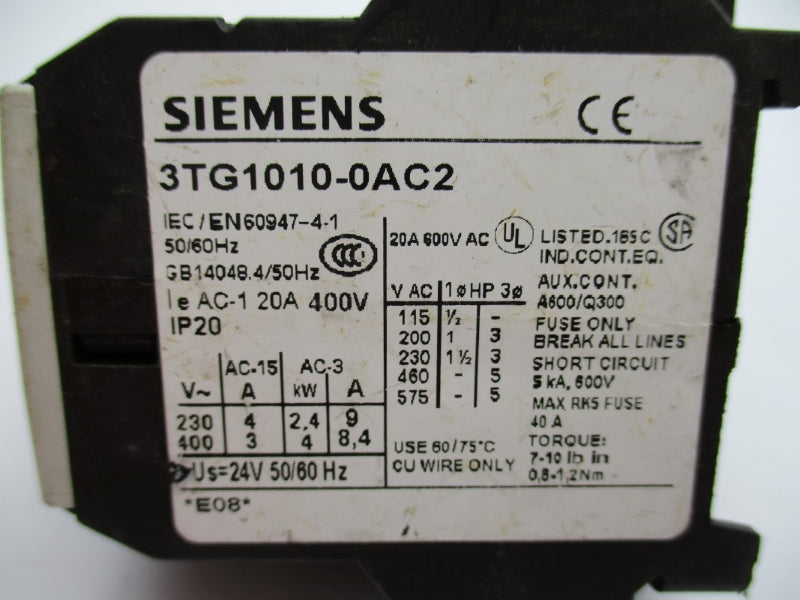 SIEMENS
CE
3TG1010-0AC2
IEC/EN60947-4-1
50/60Hz
CCC
GB14048.4/50Hz
Ie AC-1 20A 400V
IP20
AC-15 AC-3
V~ A kW A
230 4 2,4 9
400 3 4 8,4
Us=24V 50/60 Hz
*E08*
20A 600V AC UL
V AC 1ø HP 3ø
115 ½ -
200 1 3
230 1½ 3
460 - 5
575 - 5
USE 60/75°C
CU WIRE ONLY
LISTED.165C SA
IND.CONT.EQ.
AUX.CONT.
A600/Q300
FUSE ONLY
BREAK ALL LINES
SHORT CIRCUIT
5 kA, 600V
MAX RK5 FUSE
40 A
TORQUE:
7-10 lb in
0,8-1,2Nm